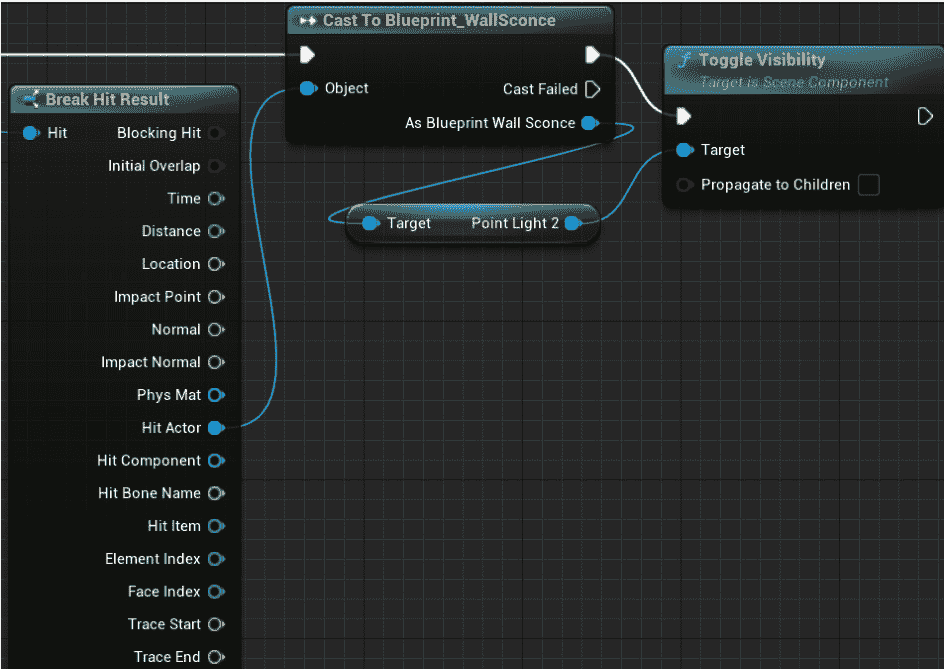 Cast To Blueprint_WallSconce
Object
Cast Failed
As Blueprint Wall Sconce
f Toggle Visibility
Target is Scene Component
Target
Propagate to Children
Target Point Light 2
Break Hit Result
Hit Blocking Hit
Initial Overlap
Time
Distance
Location
Impact Point
Normal
Impact Normal
Phys Mat
Hit Actor
Hit Component
Hit Bone Name
Hit Item
Element Index
Face Index
Trace Start
Trace End